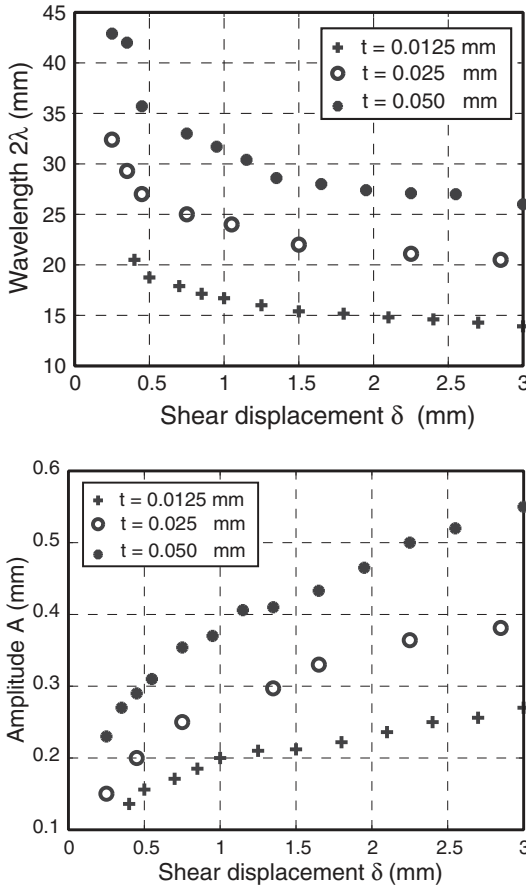 45
40
35
30
25
20
15
10
Wavelength 2λ (mm)
t = 0.0125 mm
t = 0.025 mm
t = 0.050 mm
0
0.5
1
1.5
2
2.5
3
Shear displacement δ (mm)
0.6
0.5
0.4
0.3
0.2
0.1
Amplitude A (mm)
t = 0.0125 mm
t = 0.025 mm
t = 0.050 mm
0
0.5
1
1.5
2
2.5
3
Shear displacement δ (mm)